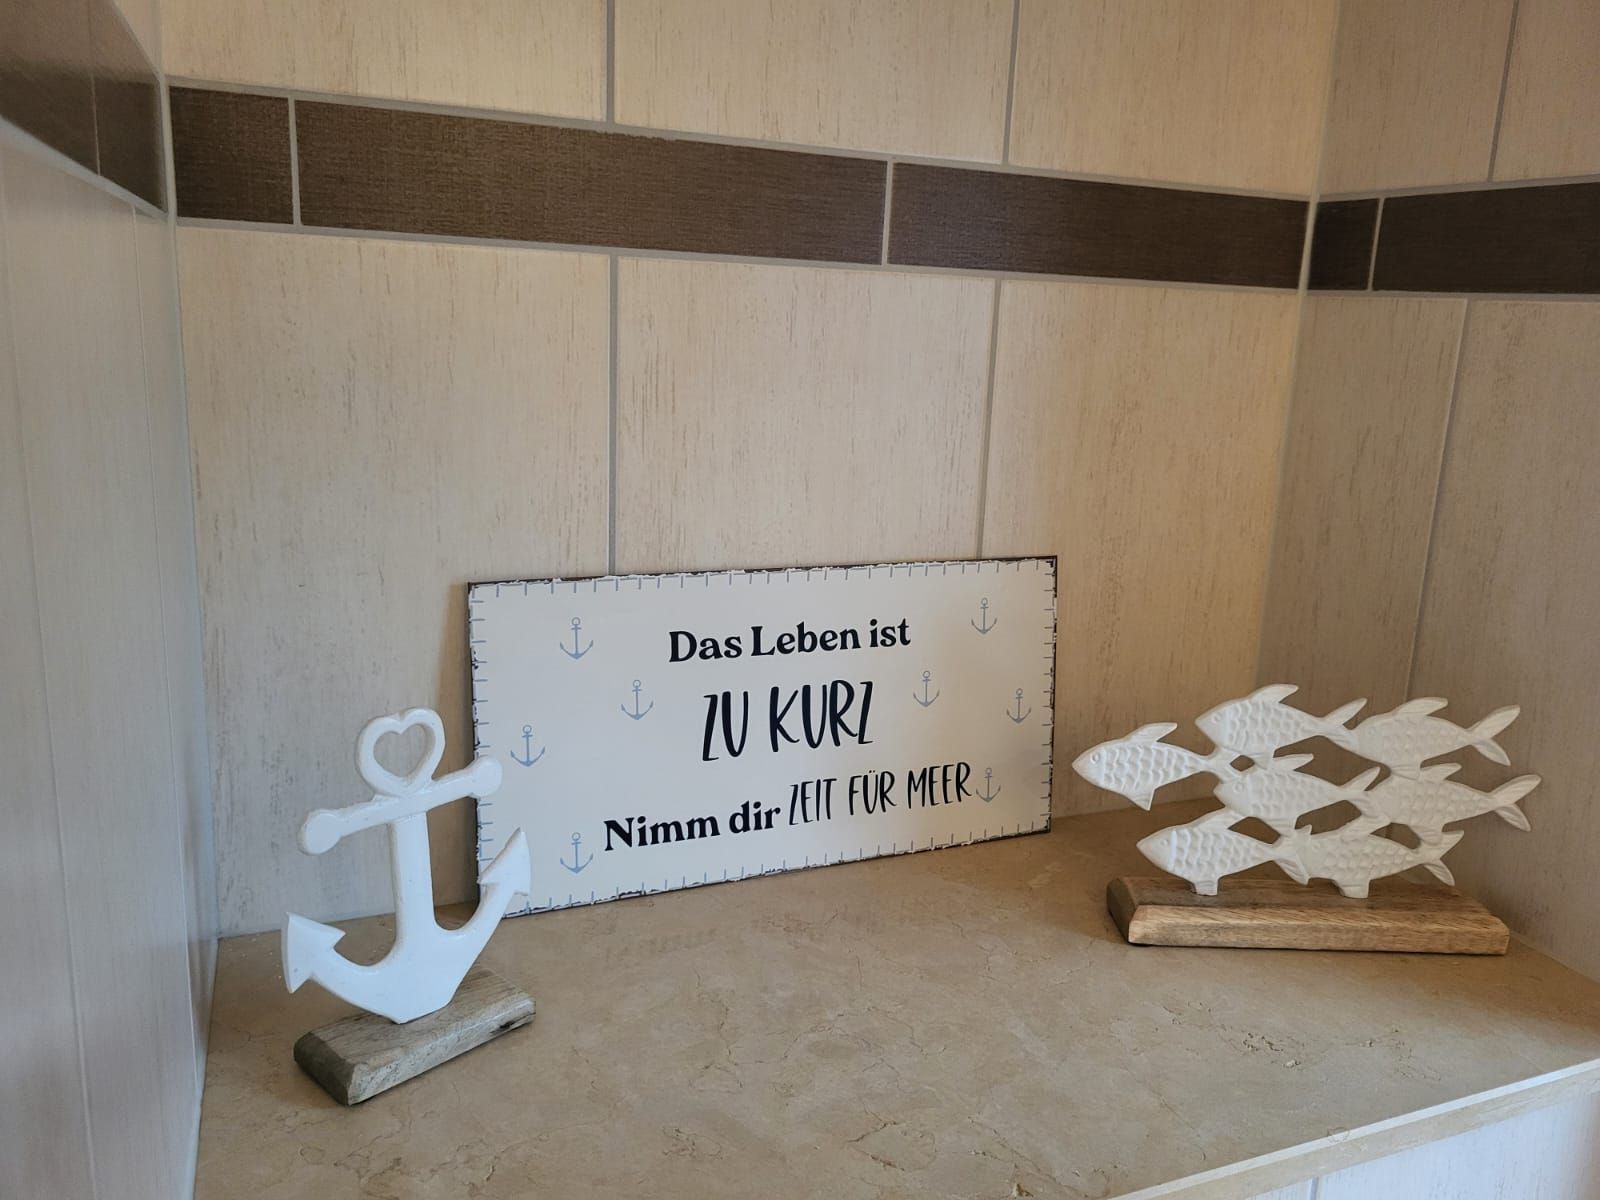 Das Leben ist
ZU KURZ
Nimm dir ZEIT FÜR MEER